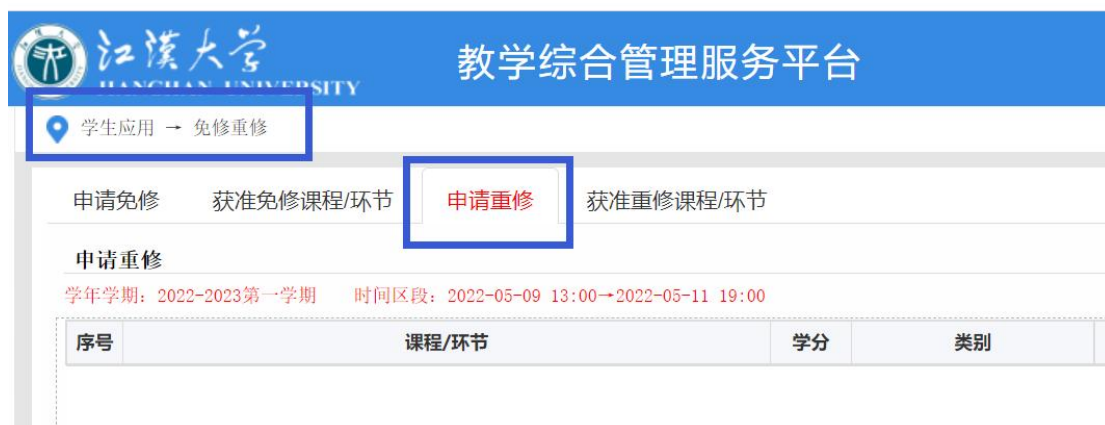 江漢大学
JIANGHAN UNIVERSITY
教学综合管理服务平台
学生应用 → 免修重修
申请免修 获准免修课程/环节 申请重修 获准重修课程/环节
申请重修
学年学期：2022-2023第一学期 时间区段：2022-05-09 13:00→2022-05-11 19:00
序号 课程/环节 学分 类别